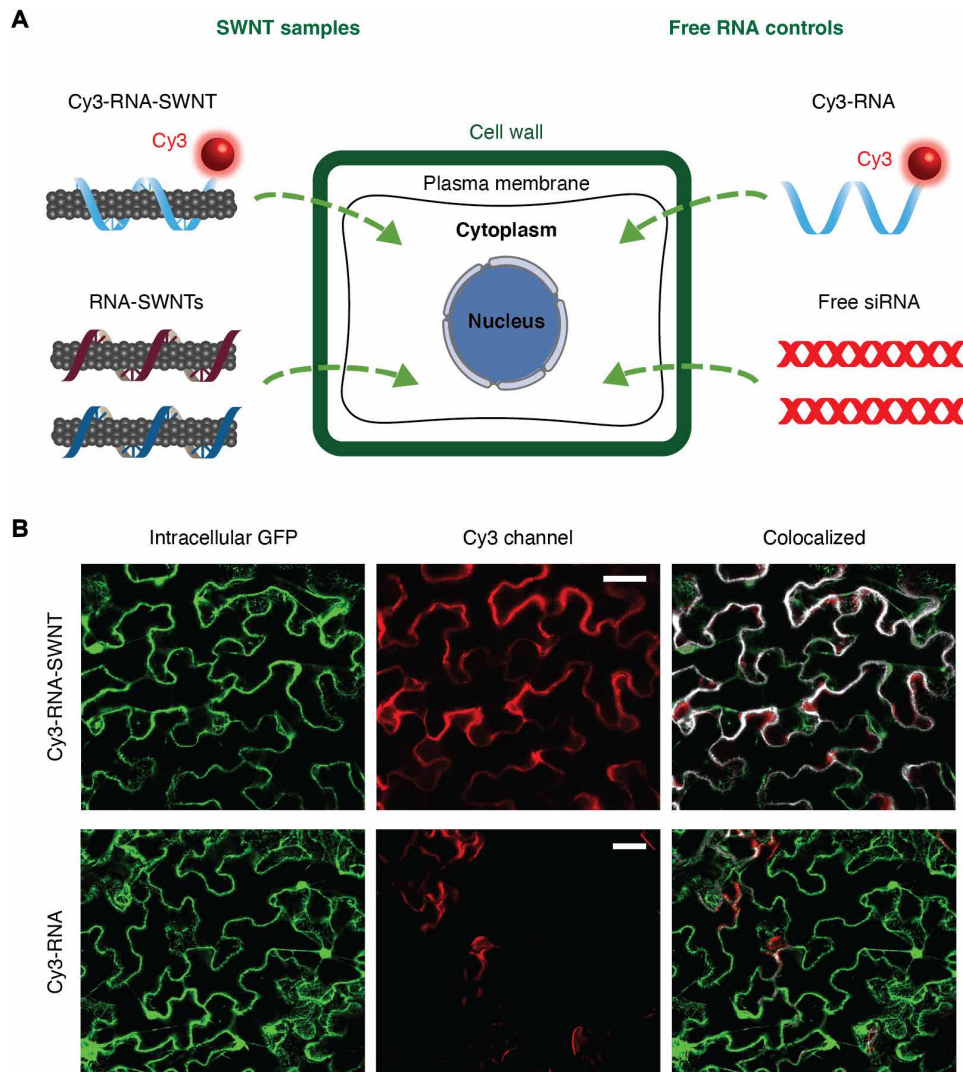 A
SWNT samples
Free RNA controls
Cy3-RNA-SWNT
Cy3-RNA
Cy3
Cell wall
Cy3
Plasma membrane
Cytoplasm
RNA-SWNTs
Free siRNA
Nucleus
B
Intracellular GFP
Cy3 channel
Colocalized
Cy3-RNA-SWNT
Cy3-RNA